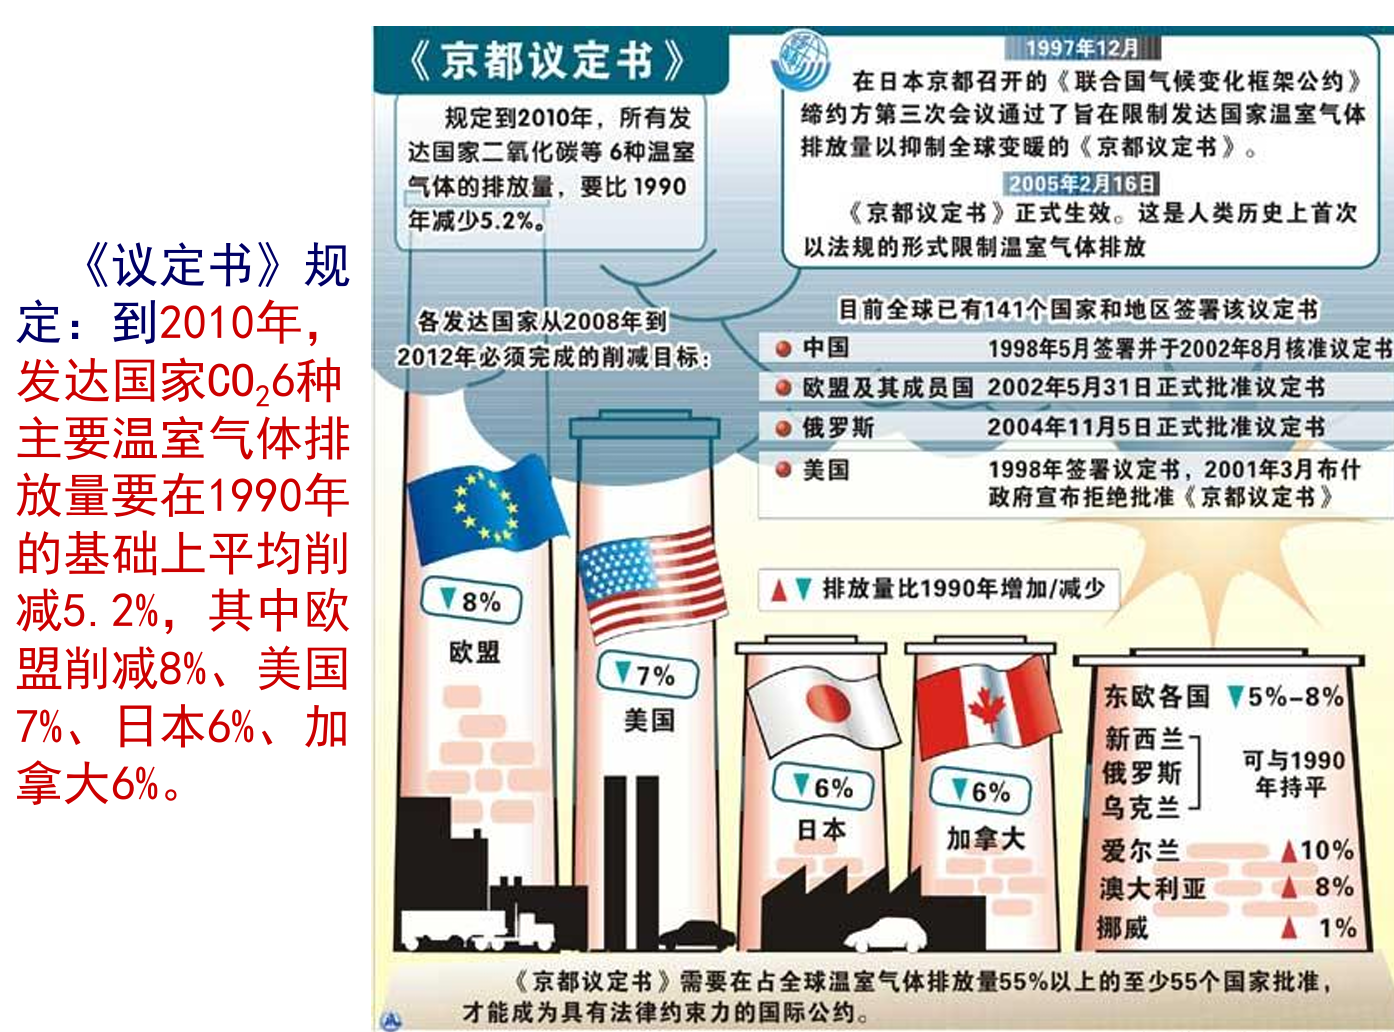 《议定书》规
定：到2010年，
发达国家CO₂6种
主要温室气体排
放量要在1990年
的基础上平均削
减5.2%，其中欧
盟削减8%、美国
7%、日本6%、加
拿大6%。
《京都议定书》
规定到2010年，所有发
达国家二氧化碳等 6种温室
气体的排放量，要比 1990
年减少5.2%。
1997年12月
在日本京都召开的《联合国气候变化框架公约》
缔约方第三次会议通过了旨在限制发达国家温室气体
排放量以抑制全球变暖的《京都议定书》。
2005年2月16日
《京都议定书》正式生效。这是人类历史上首次
以法规的形式限制温室气体排放
各发达国家从2008年到
2012年必须完成的削减目标：
目前全球已有141个国家和地区签署该议定书
中国 1998年5月签署并于2002年8月核准议定书
欧盟及其成员国 2002年5月31日正式批准议定书
俄罗斯 2004年11月5日正式批准议定书
美国 1998年签署议定书，2001年3月布什
政府宣布拒绝批准《京都议定书》
▲▼ 排放量比1990年增加/减少
▼8%
欧盟
▼7%
美国
▼6%
日本
▼6%
加拿大
东欧各国 ▼5%-8%
新西兰
俄罗斯
乌克兰
可与1990
年持平
爱尔兰 ▲10%
澳大利亚 ▲8%
挪威 ▲1%
《京都议定书》需要在占全球温室气体排放量55%以上的至少55个国家批准，
才能成为具有法律约束力的国际公约。